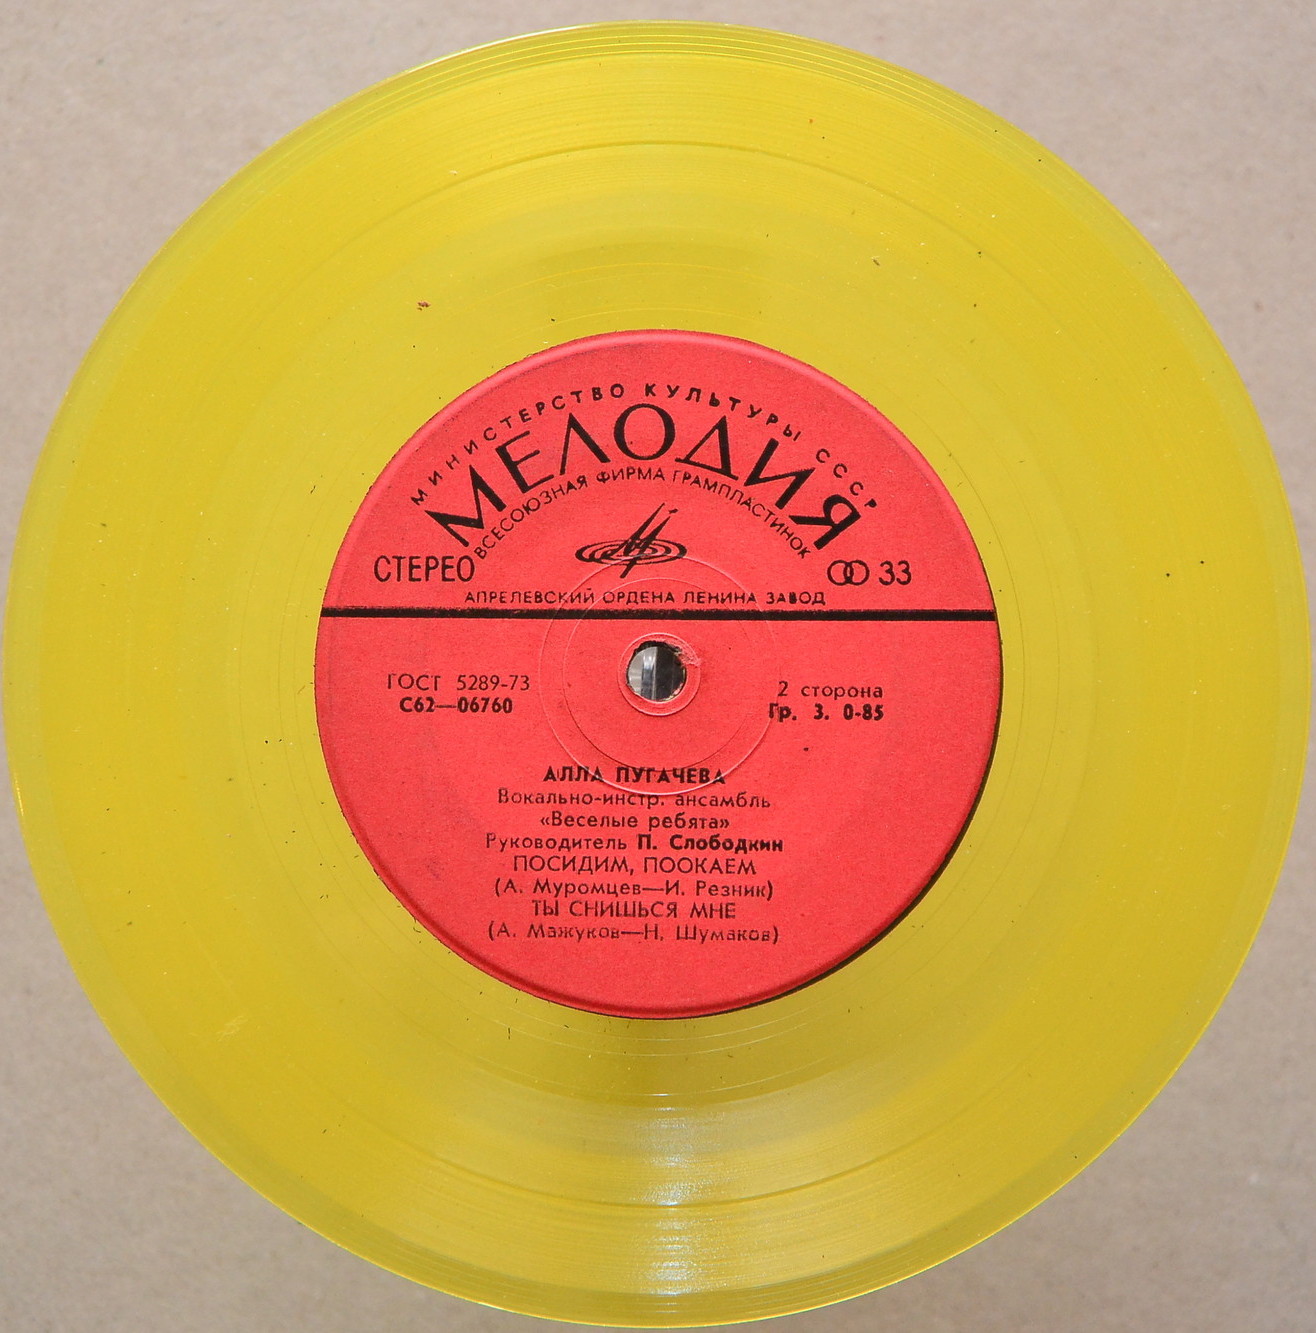 МИНИСТЕРСТВО КУЛЬТУРЫ СССР
МЕЛОДИЯ
ВСЕСОЮЗНАЯ ФИРМА ГРАМПЛАСТИНОК
СТЕРЕО
33
АПРЕЛЕВСКИЙ ОРДЕНА ЛЕНИНА ЗАВОД
ГОСТ 5289-73
С62—06760
2 сторона
Гр. 3. 0-85
АЛЛА ПУГАЧЕВА
Вокально-инстр. ансамбль
«Веселые ребята»
Руководитель П. Слободкин
ПОСИДИМ, ПООКАЕМ
(А. Муромцев—И. Резник)
ТЫ СНИШЬСЯ МНЕ
(А. Мажуков—Н. Шумаков)